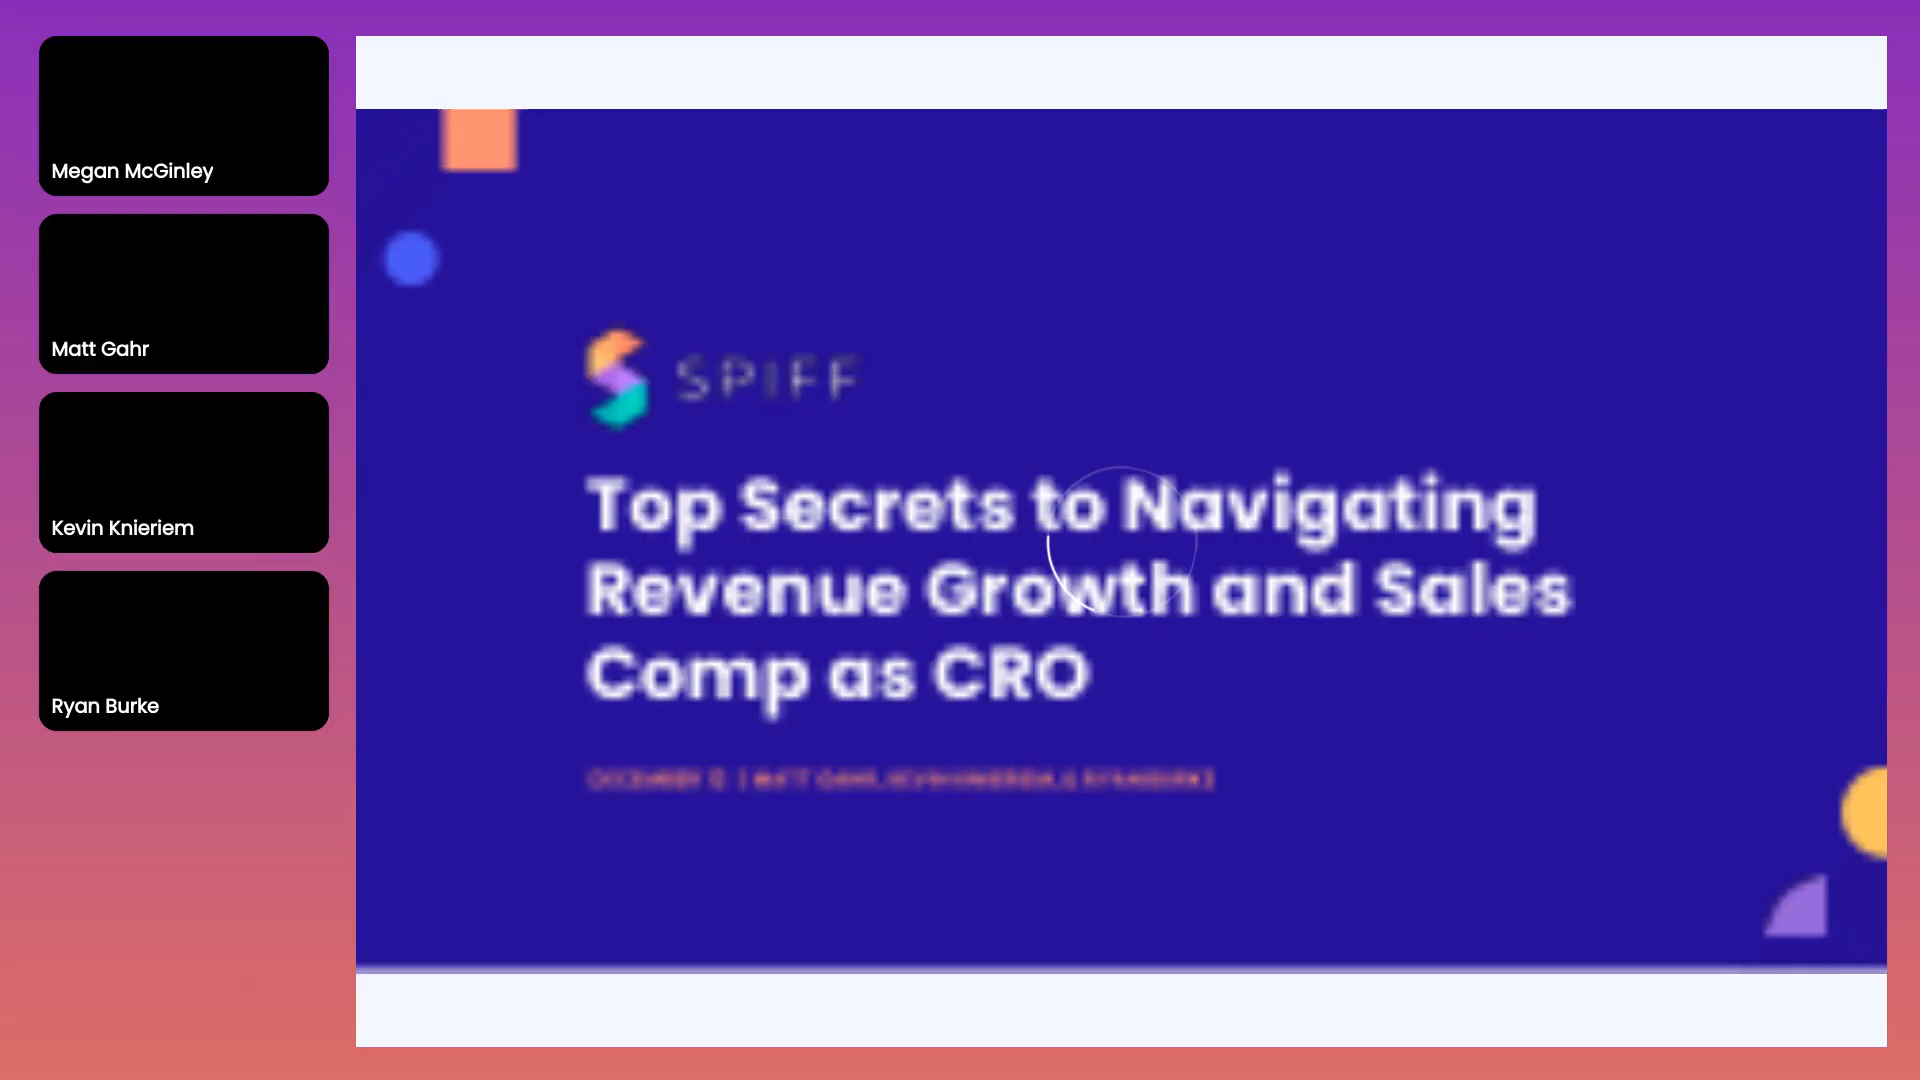 Megan McGinley
Matt Gahr
Kevin Knieriem
Ryan Burke
SPIFF
Top Secrets to Navigating
Revenue Growth and Sales
Comp as CRO